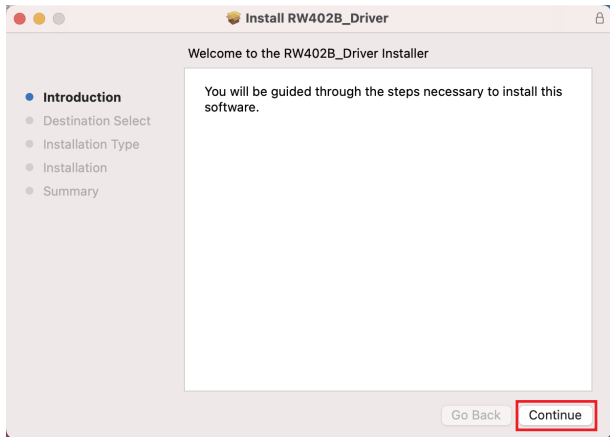 Install RW402B_Driver
Welcome to the RW402B_Driver Installer
Introduction
Destination Select
Installation Type
Installation
Summary
You will be guided through the steps necessary to install this
software.
Go Back
Continue